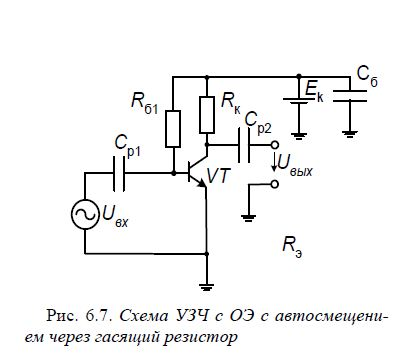 Rб1
Rк
Eк
Cб
Cр1
Cр2
VT
Uвых
Uвх
Rэ
Рис. 6.7. Схема УЗЧ с ОЭ с автосмещени-
ем через гасящий резистор